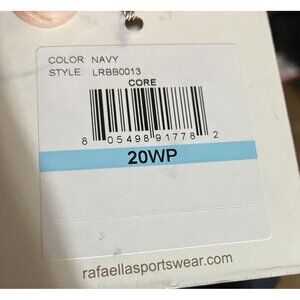 COLOR: NAVY
STYLE: LRBB0013
CORE
8 05498 91778 2
20WP
rafaellasportswear.com